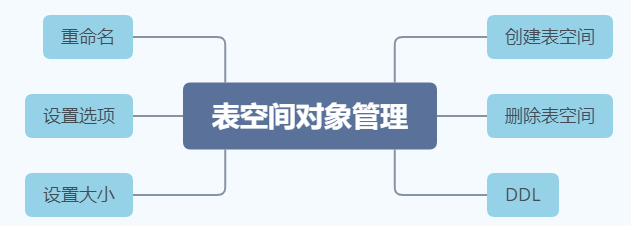 重命名
创建表空间
设置选项
表空间对象管理
删除表空间
设置大小
DDL